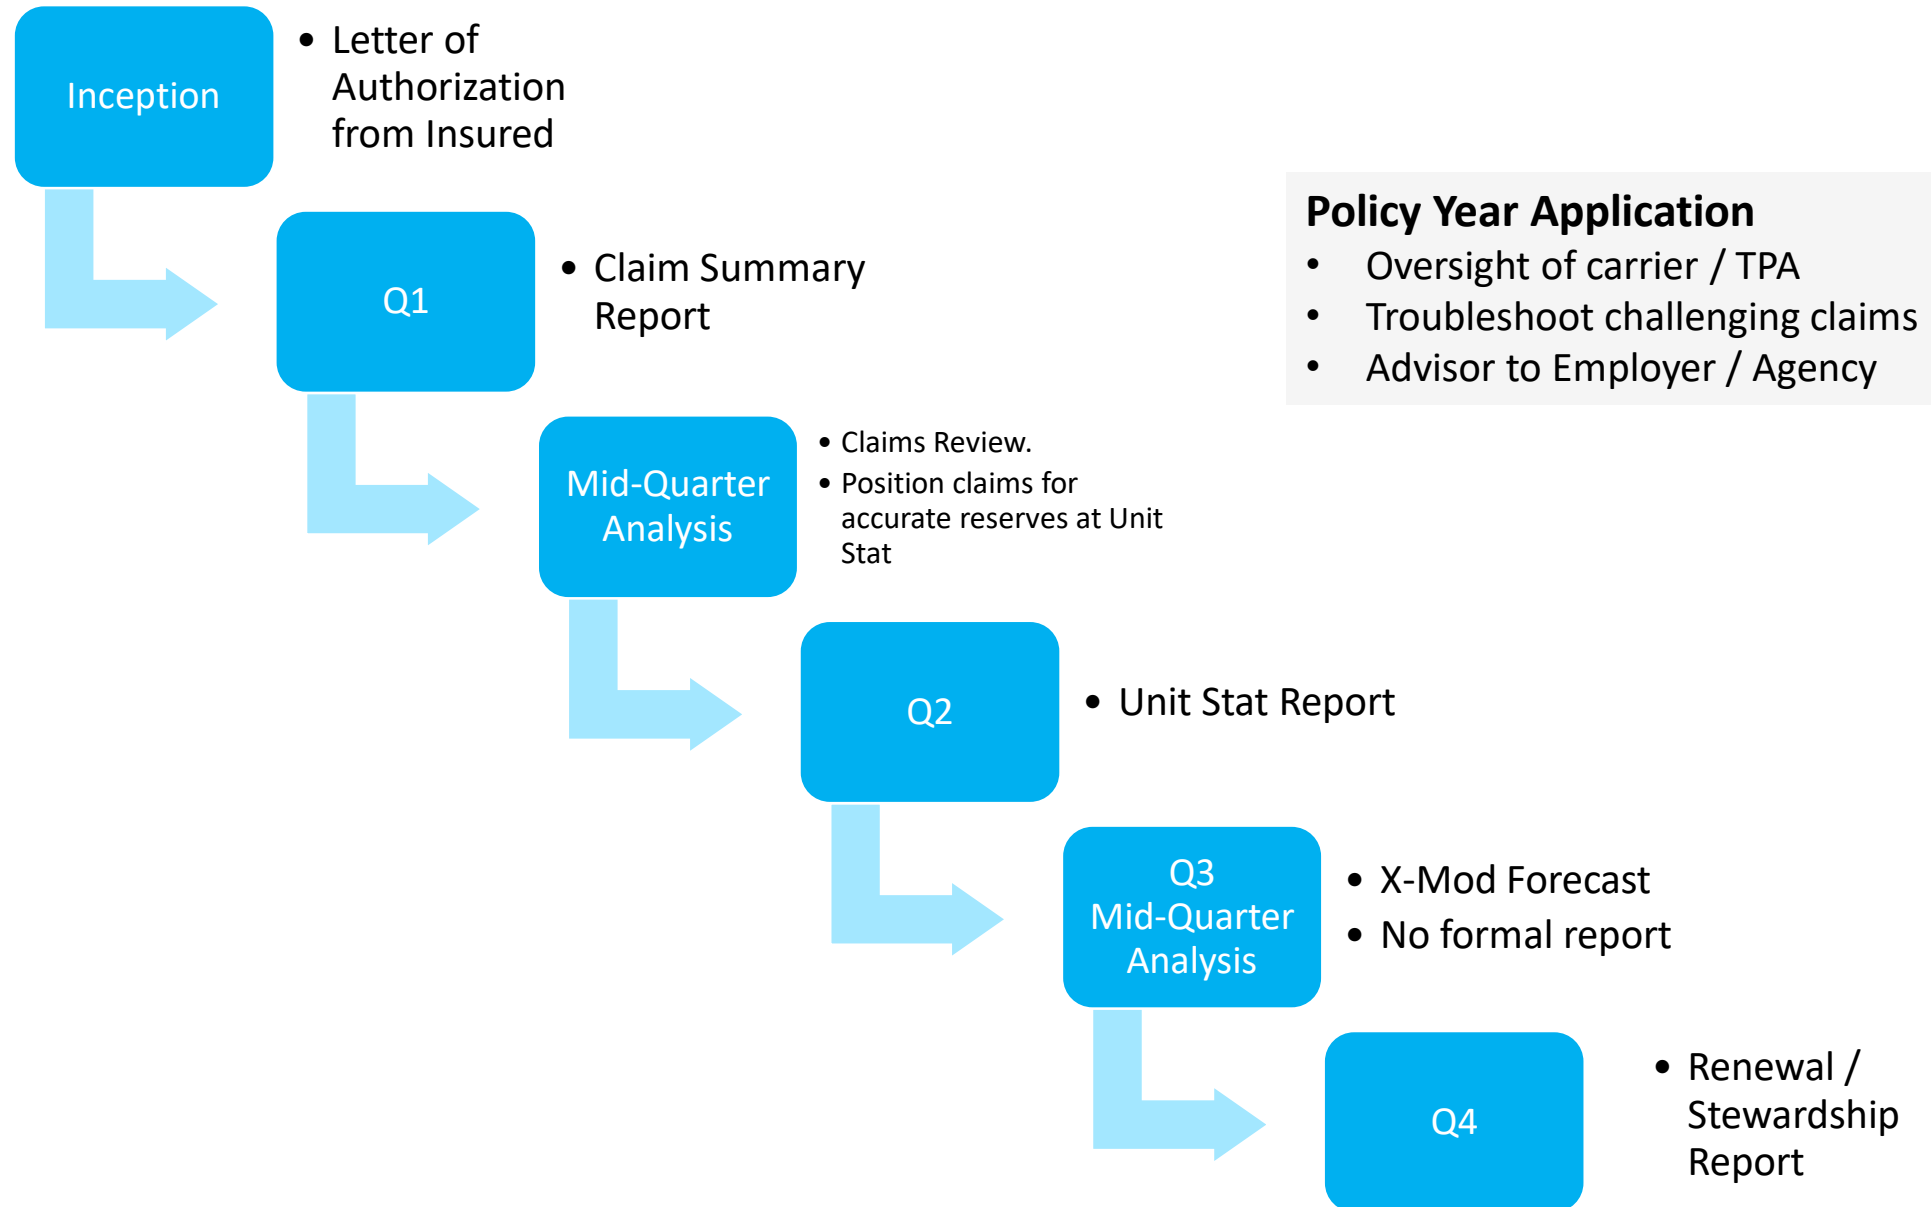 Inception
• Letter of
Authorization
from Insured
Policy Year Application
• Oversight of carrier / TPA
• Troubleshoot challenging claims
• Advisor to Employer / Agency
Q1
• Claim Summary
Report
Mid-Quarter
Analysis
• Claims Review.
• Position claims for
accurate reserves at Unit
Stat
Q2
• Unit Stat Report
Q3
Mid-Quarter
Analysis
• X-Mod Forecast
• No formal report
Q4
• Renewal /
Stewardship
Report